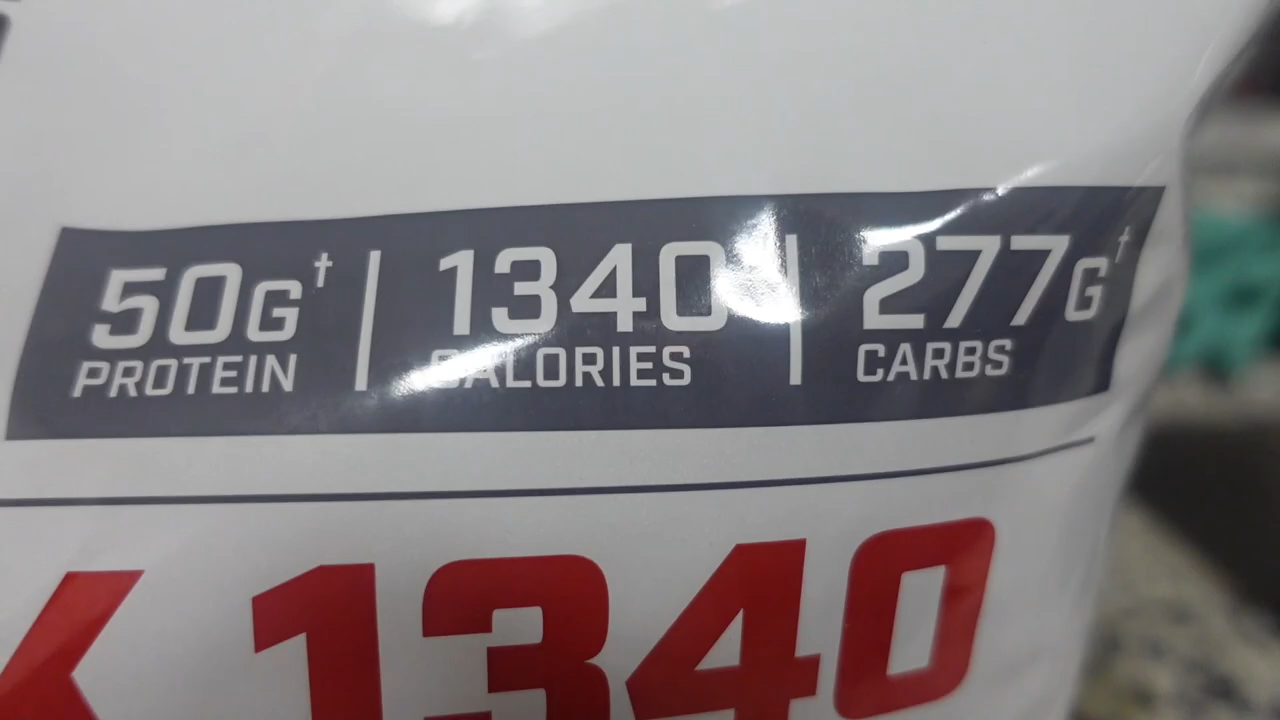 50G† | 1340 | 277G†
PROTEIN CALORIES CARBS
1340